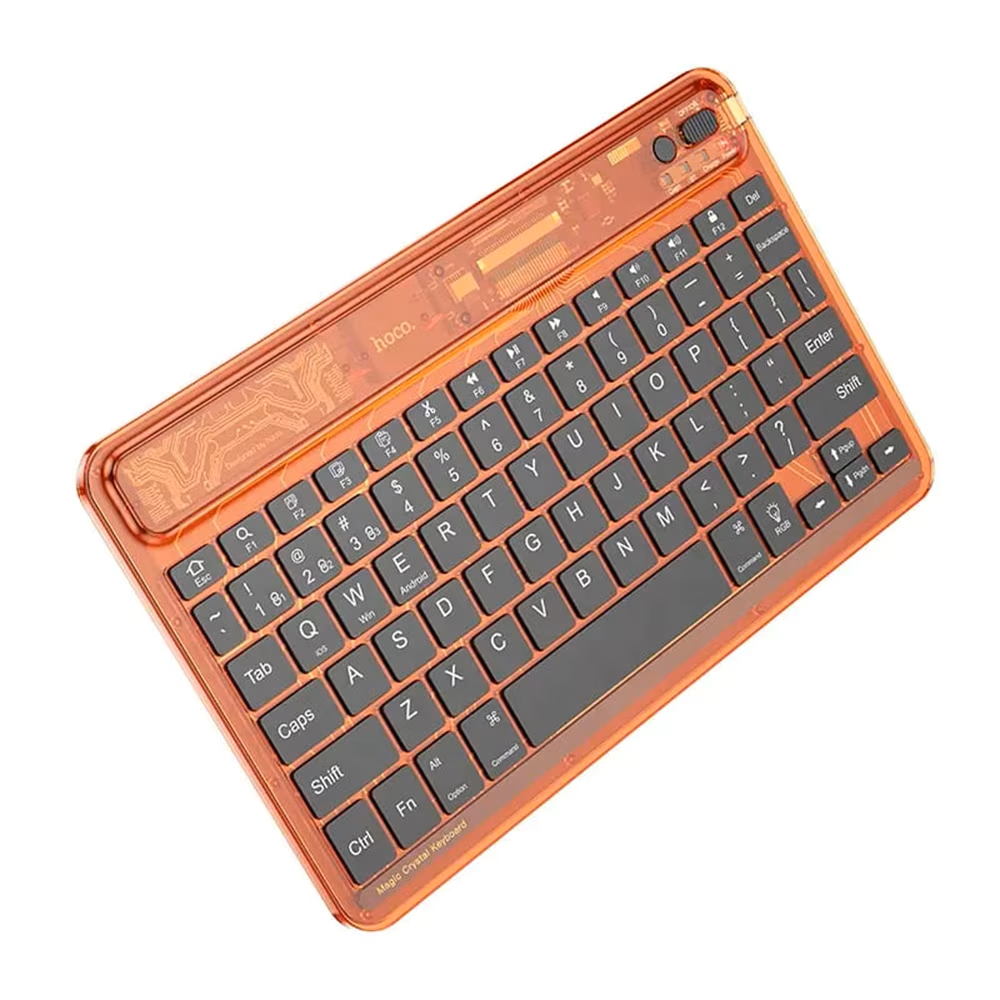 OFF/ON
hoco.
Designed by hoco.
Esc F1 F2 F3 F4 F5 F6 F7 F8 F9 F10 F11 F12 Del
~ ` ! 1 @ 2 # 3 $ 4 % 5 ^ 6 & 7 * 8 ( 9 ) 0 — - + = Backspace
Tab Q iOS W Win E Android R T Y U I O P { [ } ] | \
Caps A S D F G H J K L : ; " ' Enter
Shift Z X C V B N M < , > . ? / Shift
Ctrl Fn Alt Option ⌘ Command ⌘ Command RGB ← ↑ Pgup ↓ Pgdn →
Magic Crystal Keyboard